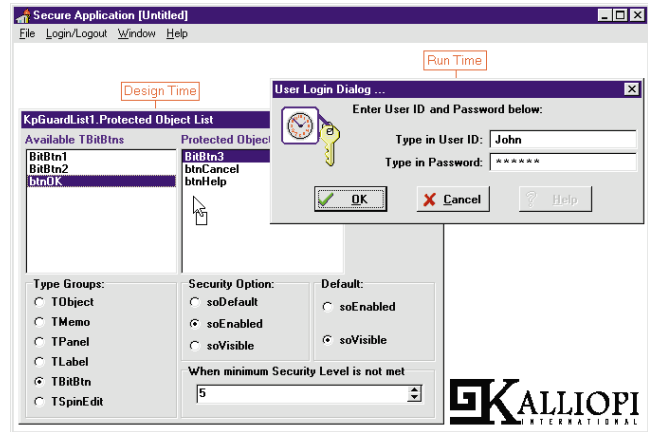 Secure Application [Untitled]
File Login/Logout Window Help
Run Time
Design Time
User Login Dialog ...
Enter User ID and Password below:
Type in User ID: John
Type in Password: ******
OK Cancel ? Help
KpGuardList1.Protected Object List
Available TBitBtns
BitBtn1
BitBtn2
btnOK
Protected Object
BitBtn3
btnCancel
btnHelp
Type Groups:
TObject
TMemo
TPanel
TLabel
TBitBtn
TSpinEdit
Security Option:
soDefault
soEnabled
soVisible
Default:
soEnabled
soVisible
When minimum Security Level is not met
5
KALLIOPI
INTERNATIONAL